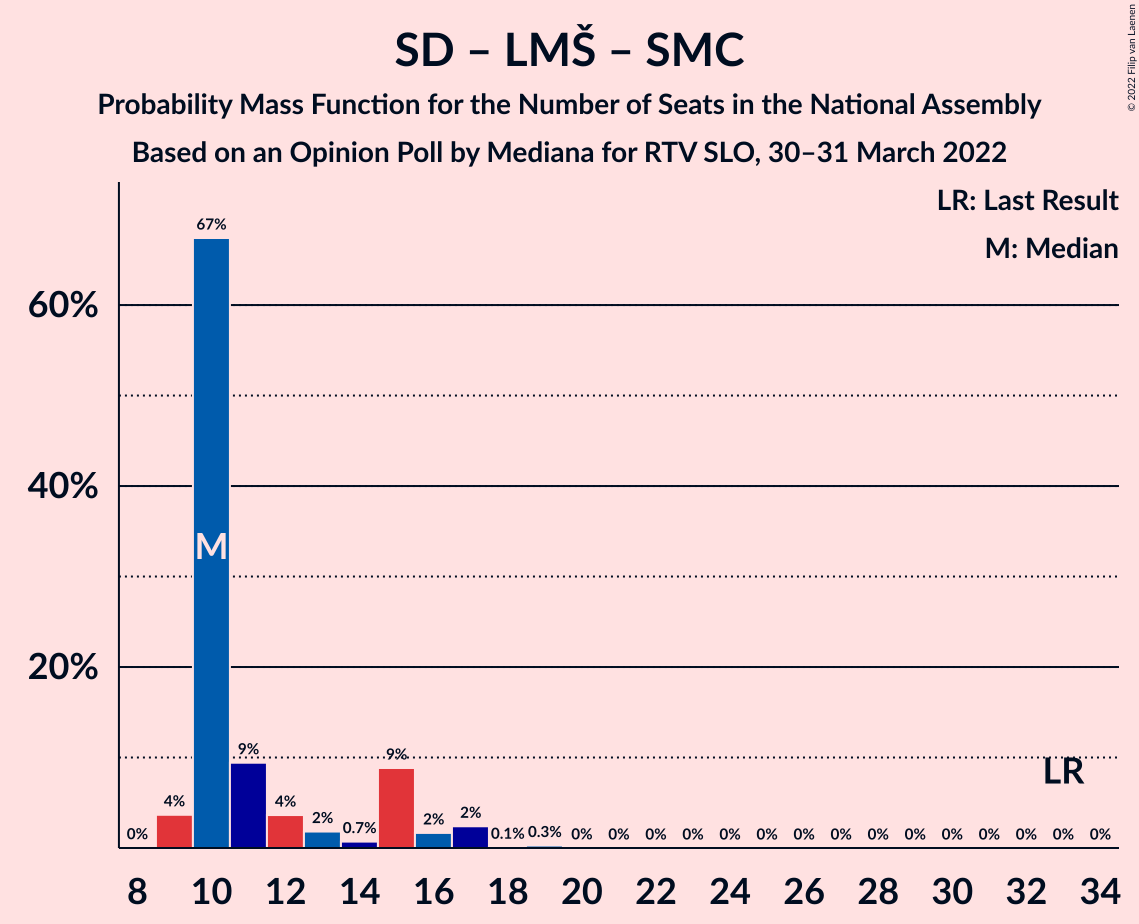 SD – LMŠ – SMC
Probability Mass Function for the Number of Seats in the National Assembly
Based on an Opinion Poll by Mediana for RTV SLO, 30–31 March 2022
© 2022 Filip van Laenen
LR: Last Result
M: Median
60%
40%
20%
0% 4% 67% 9% 4% 2% 0.7% 9% 2% 2% 0.1% 0.3% 0% 0% 0% 0% 0% 0% 0% 0% 0% 0% 0% 0% 0% 0% 0%
M
LR
8 10 12 14 16 18 20 22 24 26 28 30 32 34